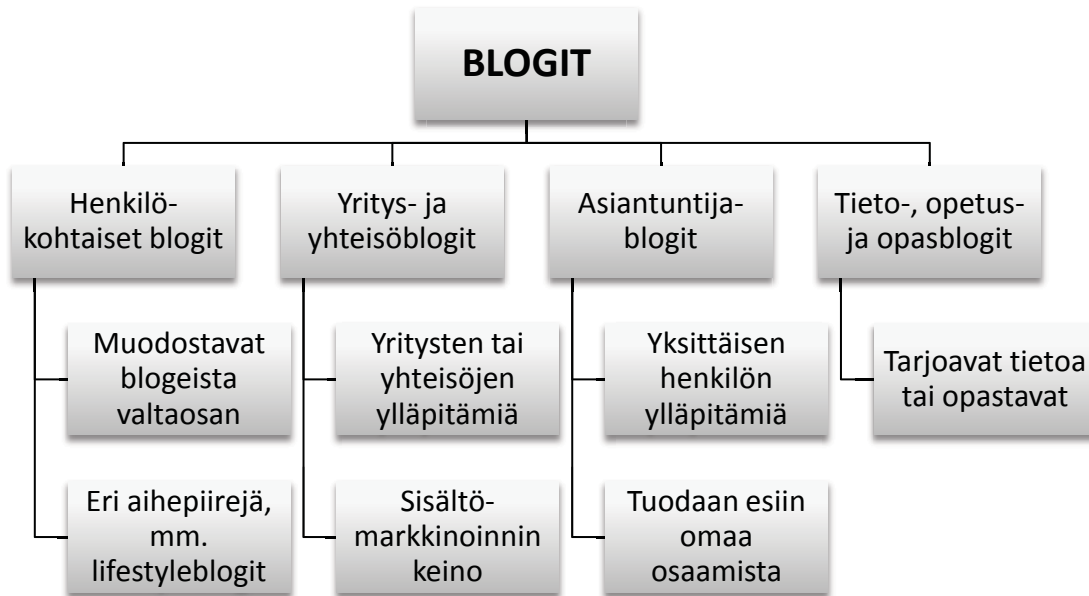 BLOGIT
Henkilö-
kohtaiset blogit
Yritys- ja
yhteisöblogit
Asiantuntija-
blogit
Tieto-, opetus-
ja opasblogit
Muodostavat
blogeista
valtaosan
Yritysten tai
yhteisöjen
ylläpitämiä
Yksittäisen
henkilön
ylläpitämiä
Tarjoavat tietoa
tai opastavat
Eri aihepiirejä,
mm.
lifestyleblogit
Sisältö-
markkinoinnin
keino
Tuodaan esiin
omaa
osaamista